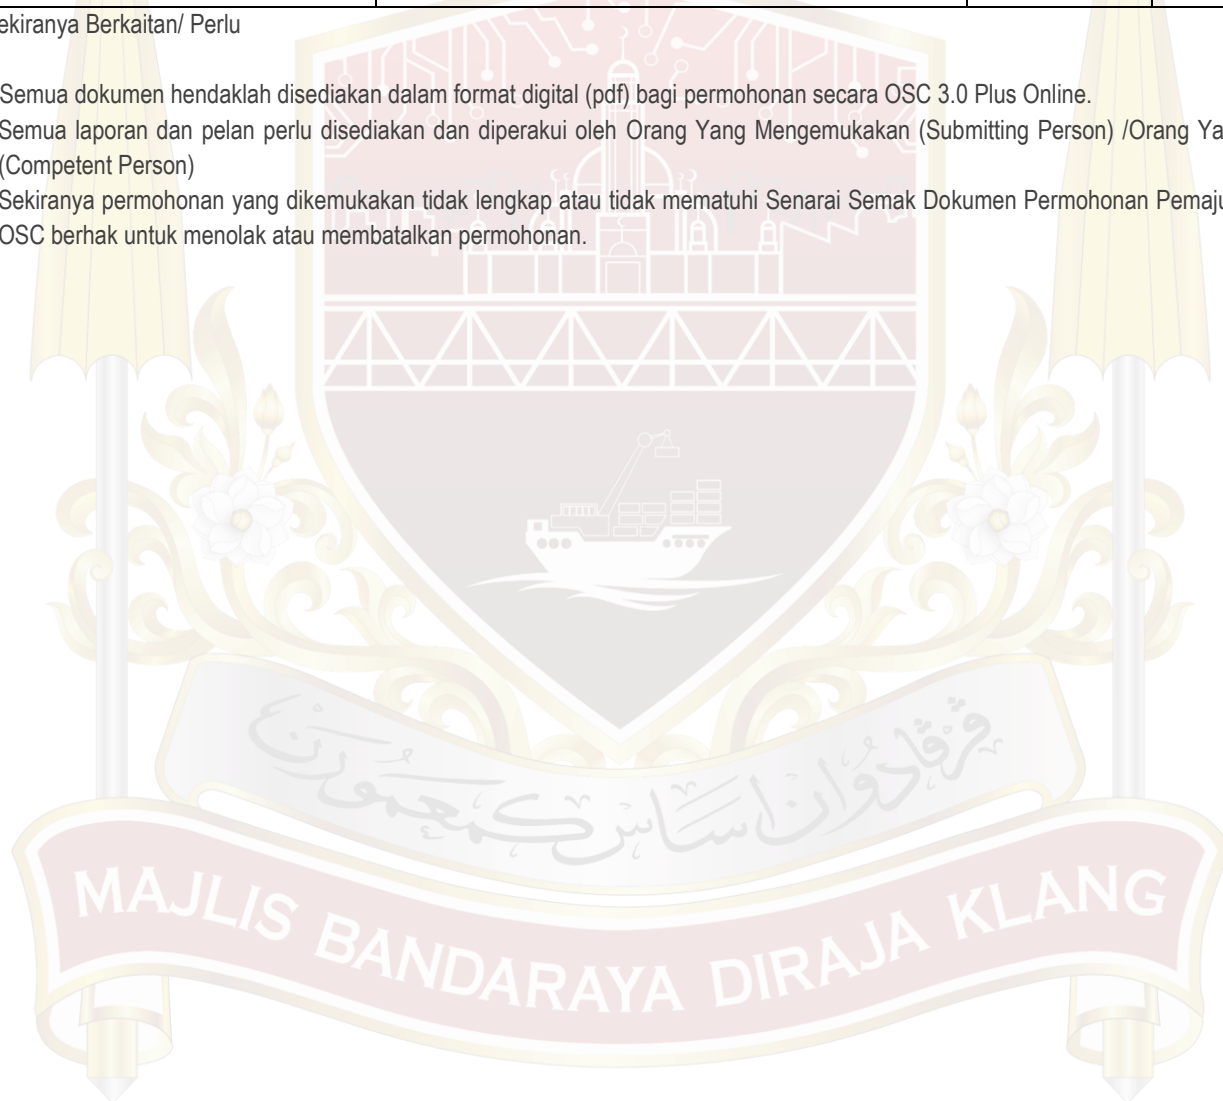 ekiranya Berkaitan/ Perlu
Semua dokumen hendaklah disediakan dalam format digital (pdf) bagi permohonan secara OSC 3.0 Plus Online.
Semua laporan dan pelan perlu disediakan dan diperakui oleh Orang Yang Mengemukakan (Submitting Person) /Orang Ya
(Competent Person)
Sekiranya permohonan yang dikemukakan tidak lengkap atau tidak mematuhi Senarai Semak Dokumen Permohonan Pemaju
OSC berhak untuk menolak atau membatalkan permohonan.
ڤرڤادوان اساس کمعمورن
MAJLIS BANDARAYA DIRAJA KLANG